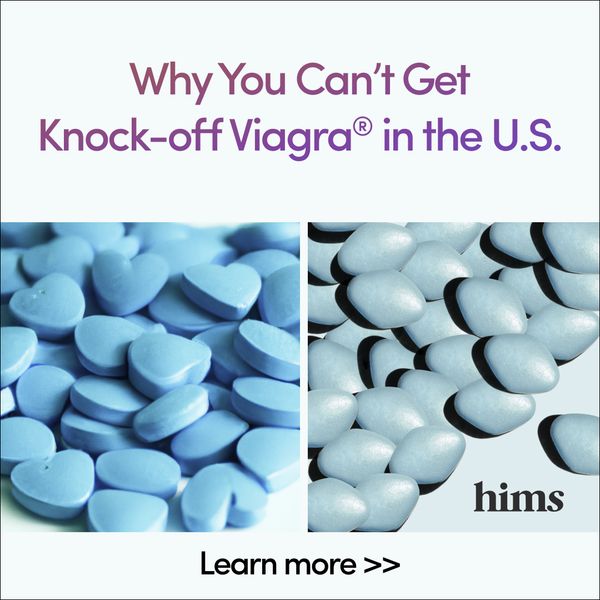 Why You Can’t Get
Knock-off Viagra® in the U.S.
hims
Learn more >>